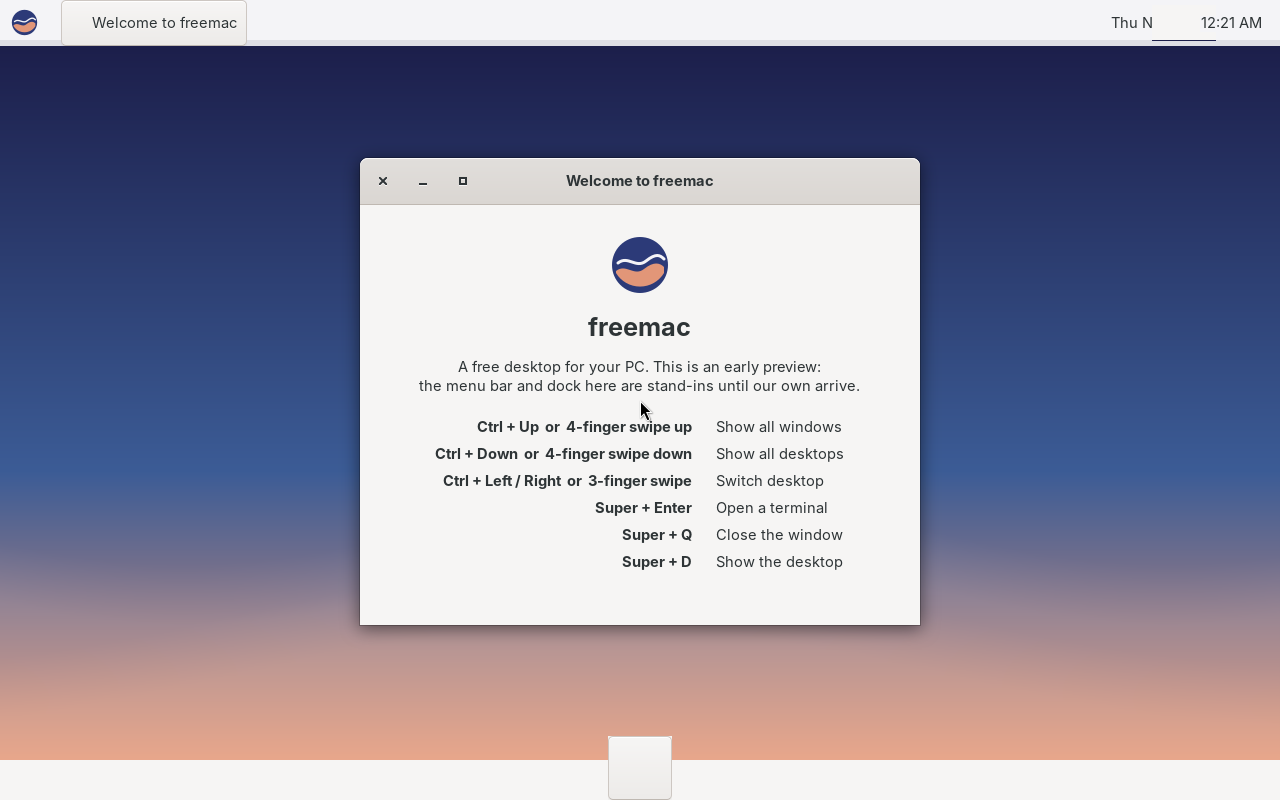 Welcome to freemac
Thu N
12:21 AM
Welcome to freemac
freemac
A free desktop for your PC. This is an early preview:
the menu bar and dock here are stand-ins until our own arrive.
Ctrl + Up or 4-finger swipe up Show all windows
Ctrl + Down or 4-finger swipe down Show all desktops
Ctrl + Left / Right or 3-finger swipe Switch desktop
Super + Enter Open a terminal
Super + Q Close the window
Super + D Show the desktop